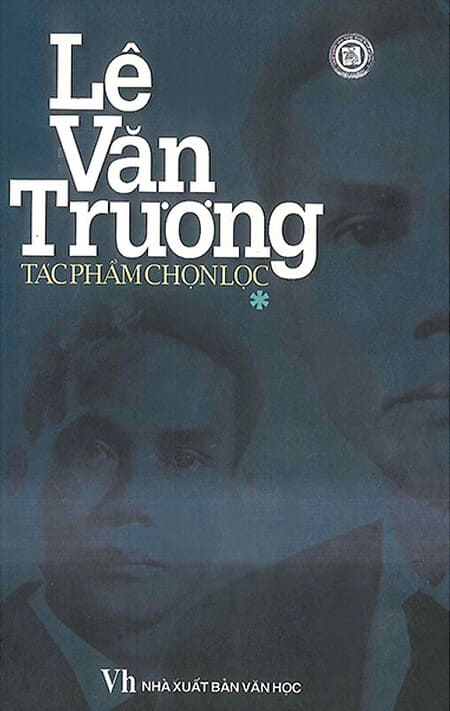 Lê
Văn
Trương
TÁC PHẨM CHỌN LỌC
*
Vh NHÀ XUẤT BẢN VĂN HỌC